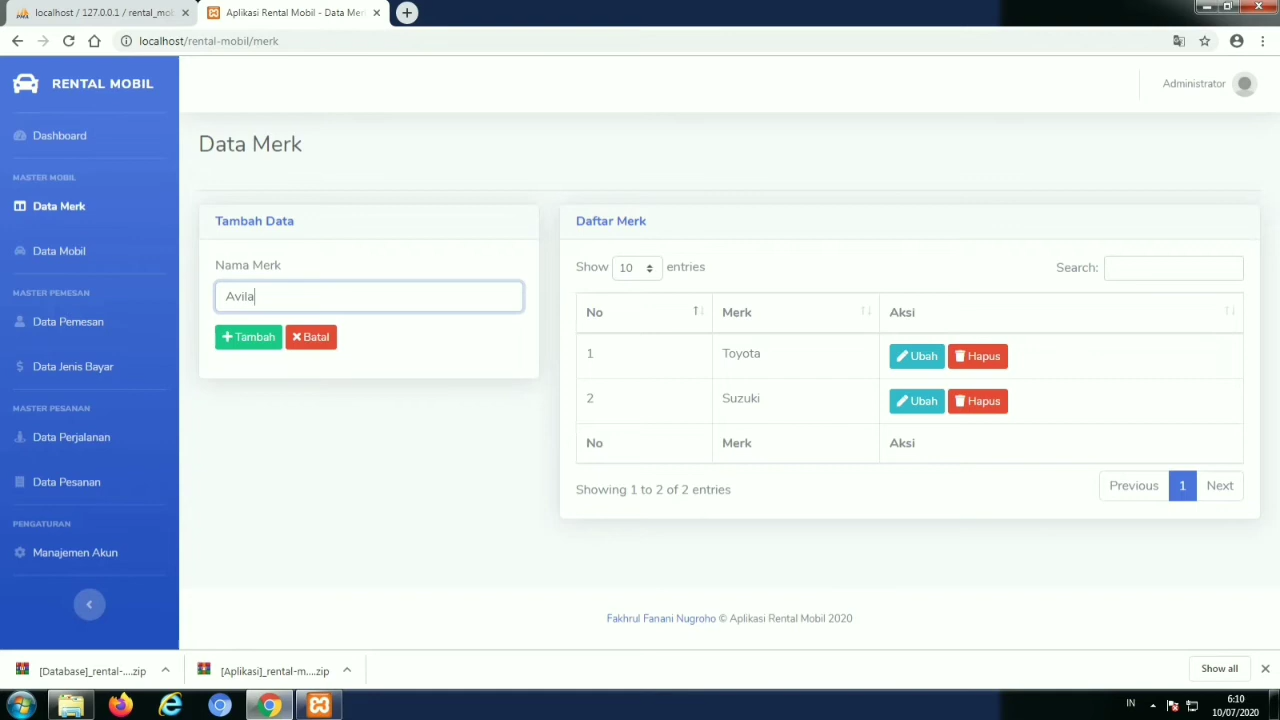 localhost / 127.0.0.1 / rental_mob
Aplikasi Rental Mobil - Data Mer
localhost/rental-mobil/merk
RENTAL MOBIL
Administrator
Dashboard
MASTER MOBIL
Data Merk
Data Mobil
MASTER PEMESAN
Data Pemesan
Data Jenis Bayar
MASTER PESANAN
Data Perjalanan
Data Pesanan
PENGATURAN
Manajemen Akun
Data Merk
Tambah Data
Nama Merk
Avila
Tambah
Batal
Daftar Merk
Show 10 entries
Search:
No Merk Aksi
1 Toyota Ubah Hapus
2 Suzuki Ubah Hapus
No Merk Aksi
Showing 1 to 2 of 2 entries
Previous 1 Next
Fakhrul Fanani Nugroho © Aplikasi Rental Mobil 2020
[Database]_rental-....zip
[Aplikasi]_rental-m....zip
Show all
IN
6:10
10/07/2020